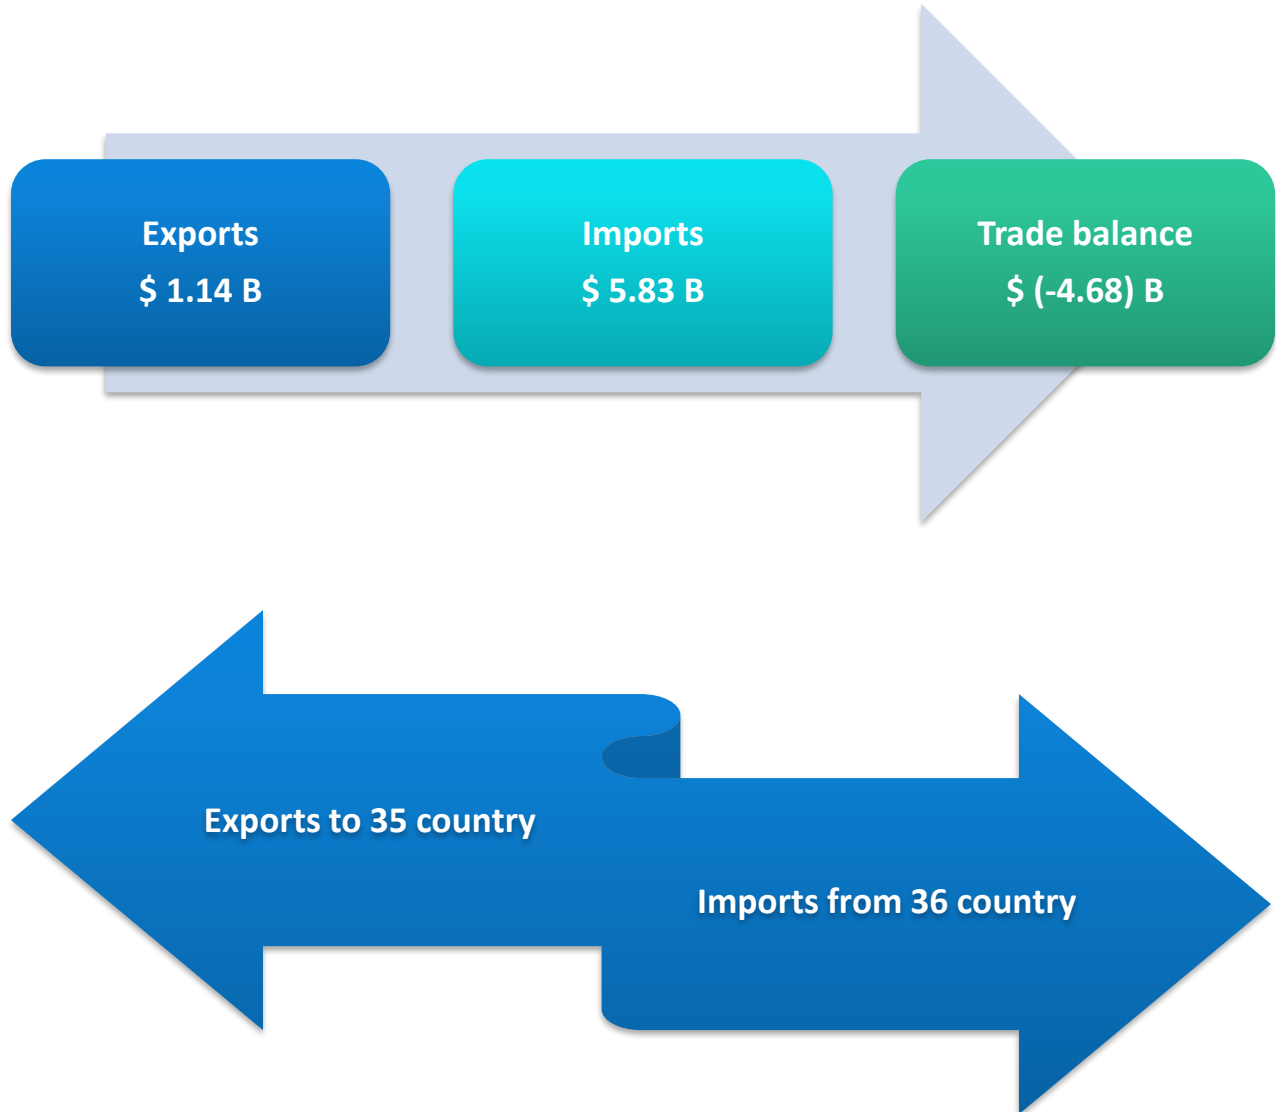 Exports
$ 1.14 B
Imports
$ 5.83 B
Trade balance
$ (-4.68) B
Exports to 35 country
Imports from 36 country